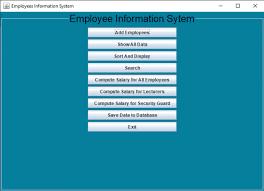 Employees Information System
Employee Information Sytem
Add Employees
Show All Data
Sort And Display
Search
Compute Salary for All Employees
Compute Salary for Lecturers
Compute Salary for Security Guard
Save Data to Database
Exit